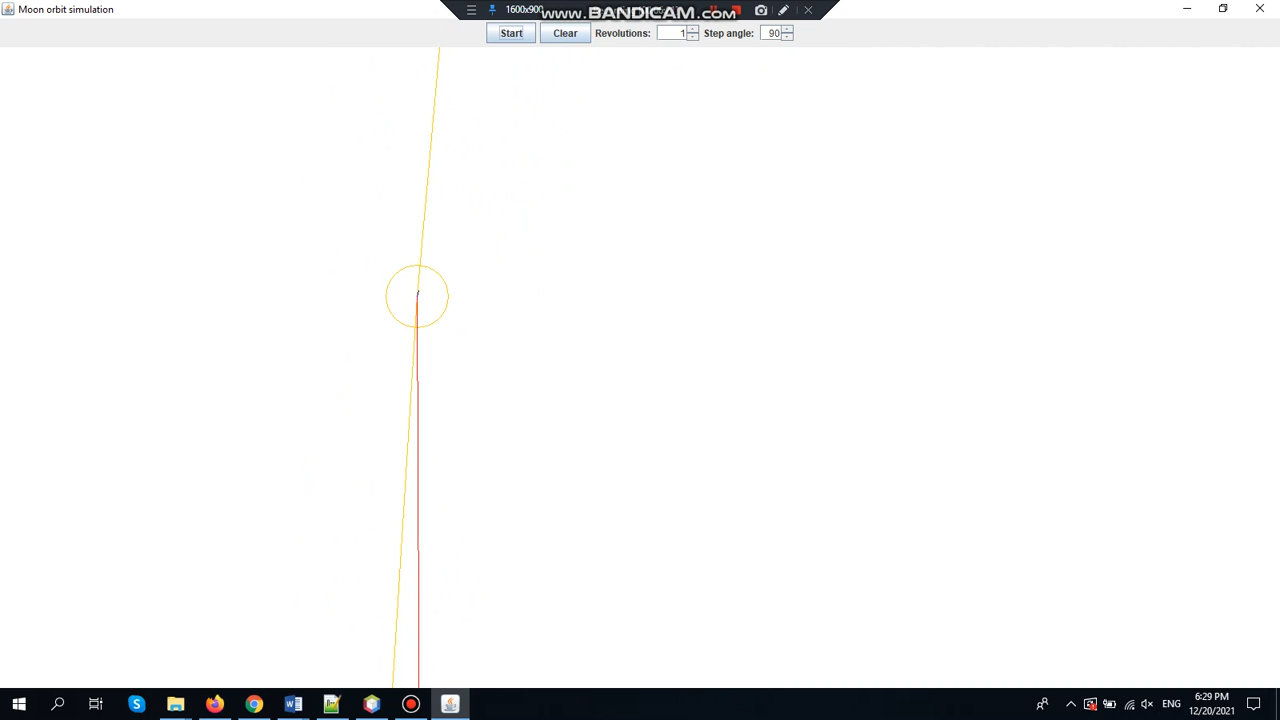 Moon orbit simulation
1600x900
www.BANDICAM.com
Start Clear Revolutions: 1 Step angle: 90
ENG
6:29 PM
12/20/2021